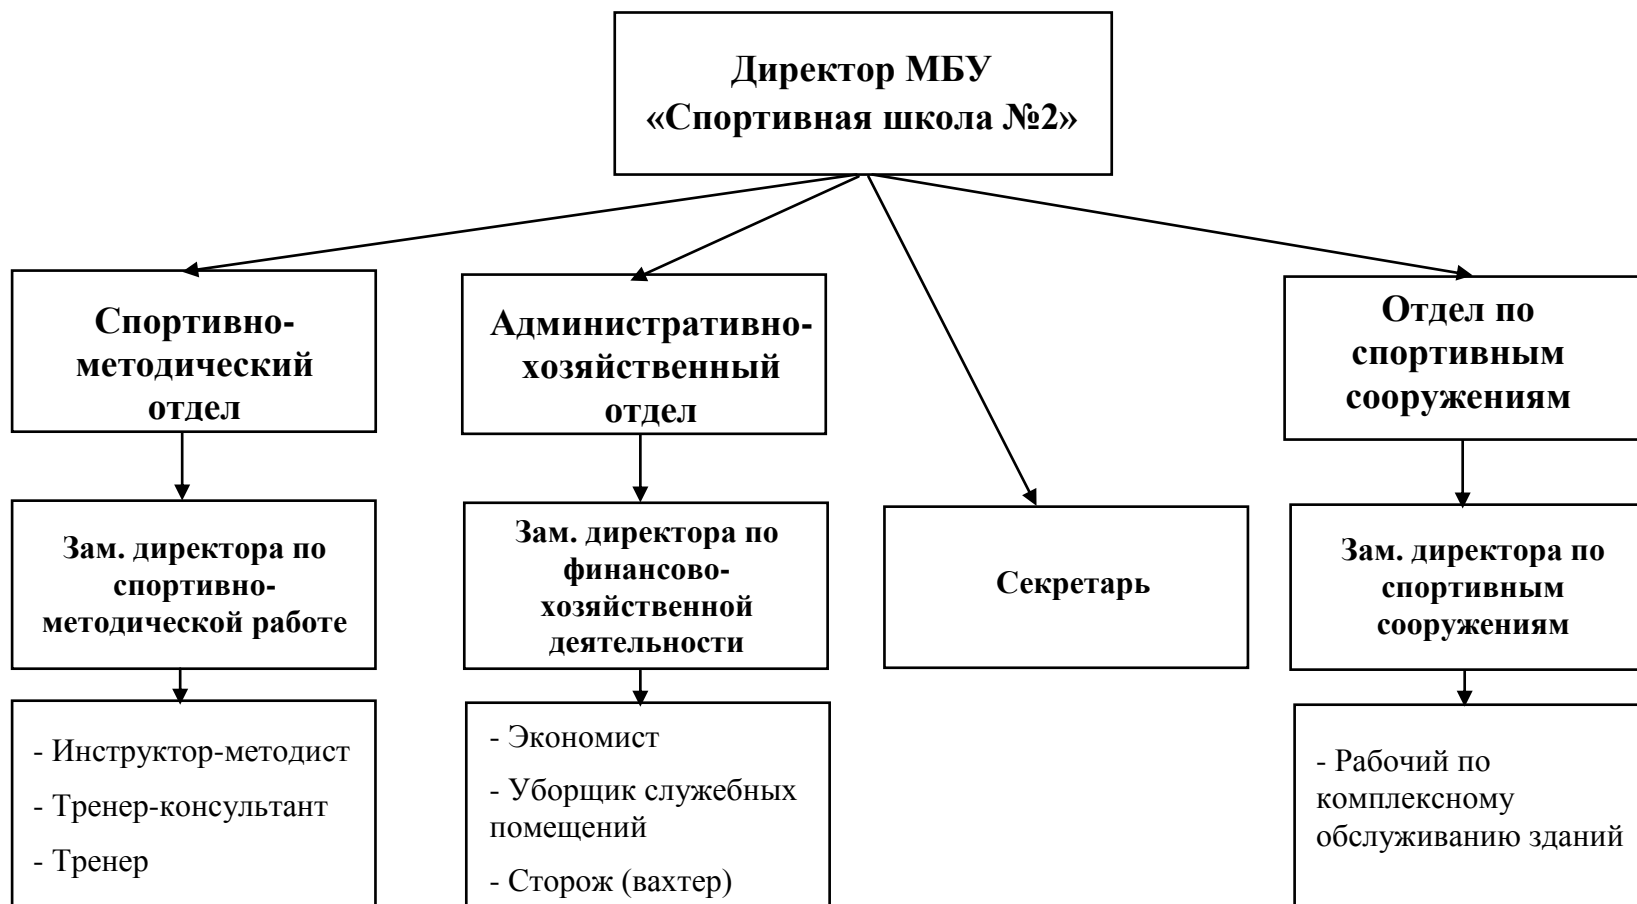 Директор МБУ
«Спортивная школа №2»
Спортивно-
методический
отдел
Административно-
хозяйственный
отдел
Отдел по
спортивным
сооружениям
Зам. директора по
спортивно-
методической работе
Зам. директора по
финансово-
хозяйственной
деятельности
Секретарь
Зам. директора по
спортивным
сооружениям
- Инструктор-методист
- Тренер-консультант
- Тренер
- Экономист
- Уборщик служебных
помещений
- Сторож (вахтер)
- Рабочий по
комплексному
обслуживанию зданий